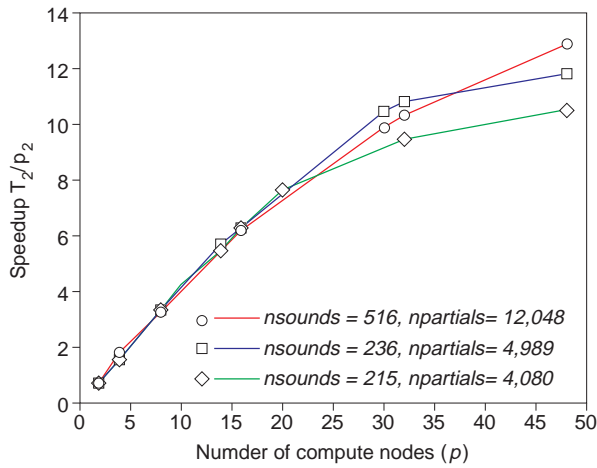 14
12
10
8
6
4
2
0
Speedup T2/p2
nsounds = 516, npartials= 12,048
nsounds = 236, npartials= 4,989
nsounds = 215, npartials= 4,080
0 5 10 15 20 25 30 35 40 45 50
Numder of compute nodes (p)